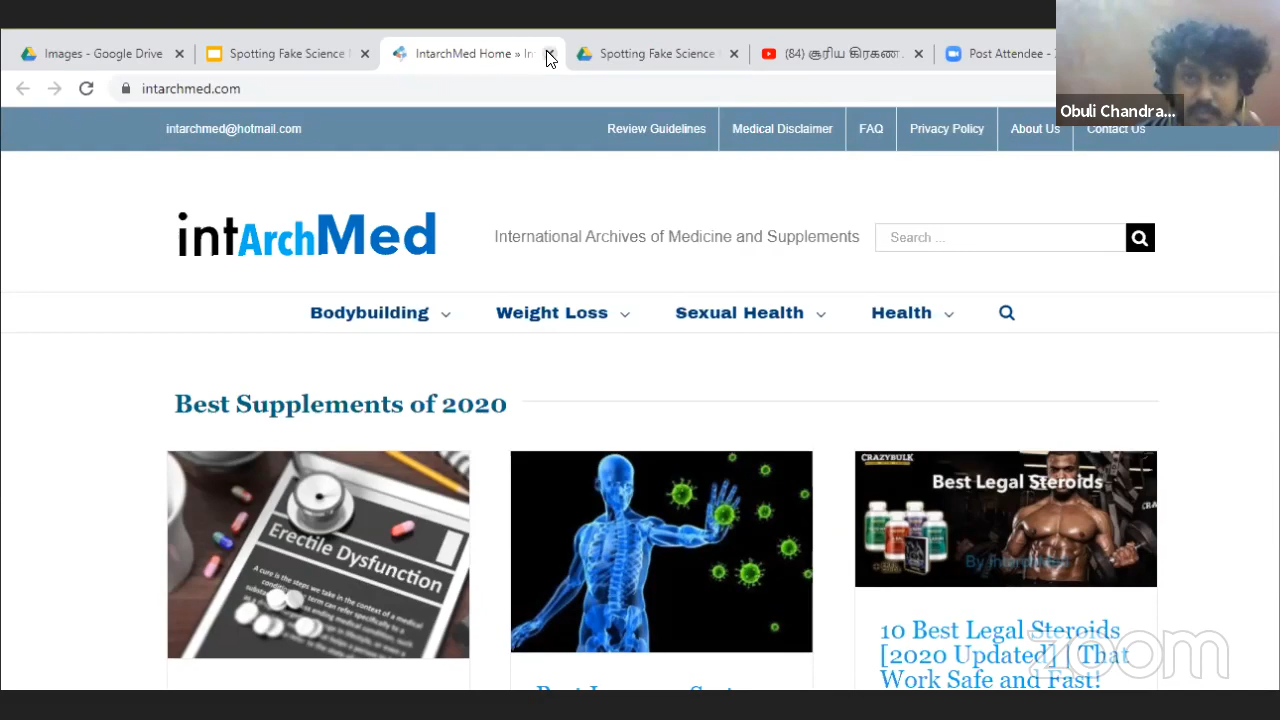 Images - Google Drive
Spotting Fake Science
IntarchMed Home » In
Spotting Fake Science
(84) சூரிய கிரகண
Post Attendee -
Obuli Chandra...
intarchmed.com
intarchmed@hotmail.com
Review Guidelines
Medical Disclaimer
FAQ
Privacy Policy
About Us
Contact Us
intArchMed
International Archives of Medicine and Supplements
Search ...
Bodybuilding
Weight Loss
Sexual Health
Health
Best Supplements of 2020
Erectile Dysfunction
CRAZYBULK
Best Legal Steroids
10 Best Legal Steroids
[2020 Updated] | That
Work Safe and Fast!
zoom